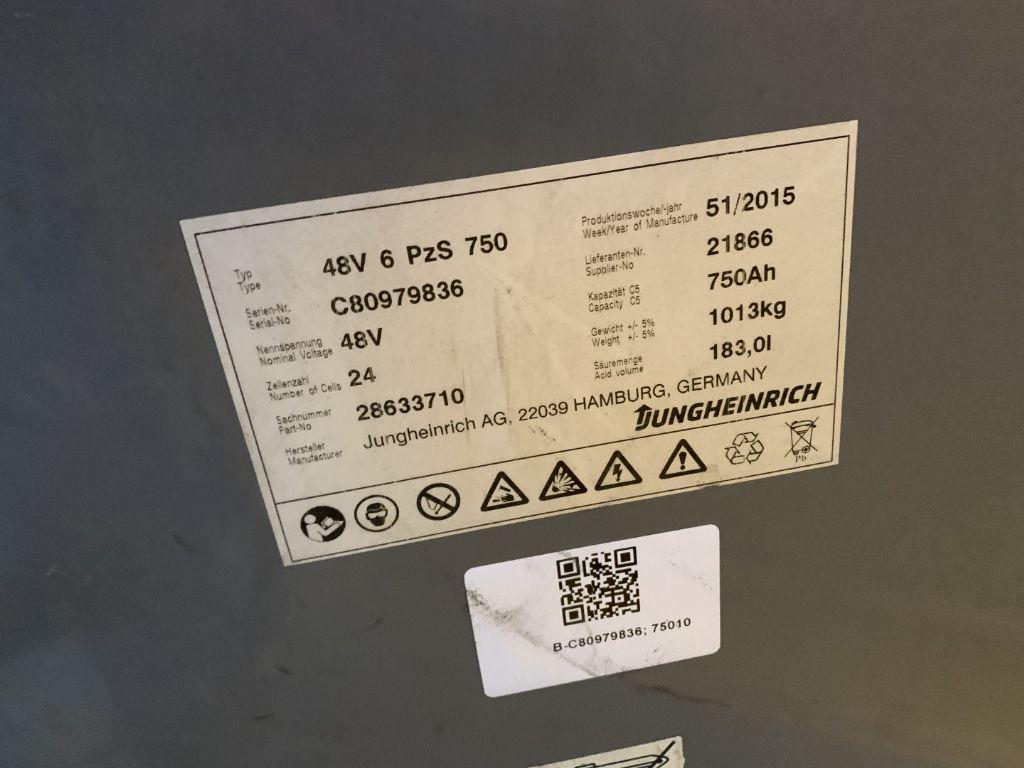 Typ
Type
48V 6 PzS 750
Serien-Nr.
Serial-No
C80979836
Nennspannung
Nominal Voltage
48V
Zellenzahl
Number of Cells
24
Sachnummer
Part-No
28633710
Hersteller
Manufacturer
Jungheinrich AG, 22039 HAMBURG, GERMANY
Produktionswoche/-jahr
Week/Year of Manufacture
51/2015
Lieferanten-Nr.
Supplier-No
21866
Kapazität C5
Capacity C5
750Ah
Gewicht +/- 5%
Weight +/- 5%
1013kg
Säuremenge
Acid volume
183,0l
JUNGHEINRICH
Pb
B-C80979836; 75010